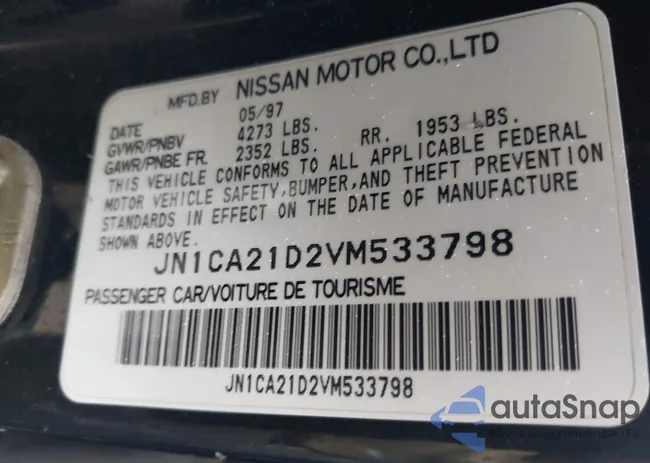 MFD.BY NISSAN MOTOR CO.,LTD
DATE 05/97
GVWR/PNBV 4273 LBS.
GAWR/PNBE FR. 2352 LBS. RR. 1953 LBS.
THIS VEHICLE CONFORMS TO ALL APPLICABLE FEDERAL
MOTOR VEHICLE SAFETY,BUMPER,AND THEFT PREVENTION
STANDARDS IN EFFECT ON THE DATE OF MANUFACTURE
SHOWN ABOVE.
JN1CA21D2VM533798
PASSENGER CAR/VOITURE DE TOURISME
JN1CA21D2VM533798
autoSnap